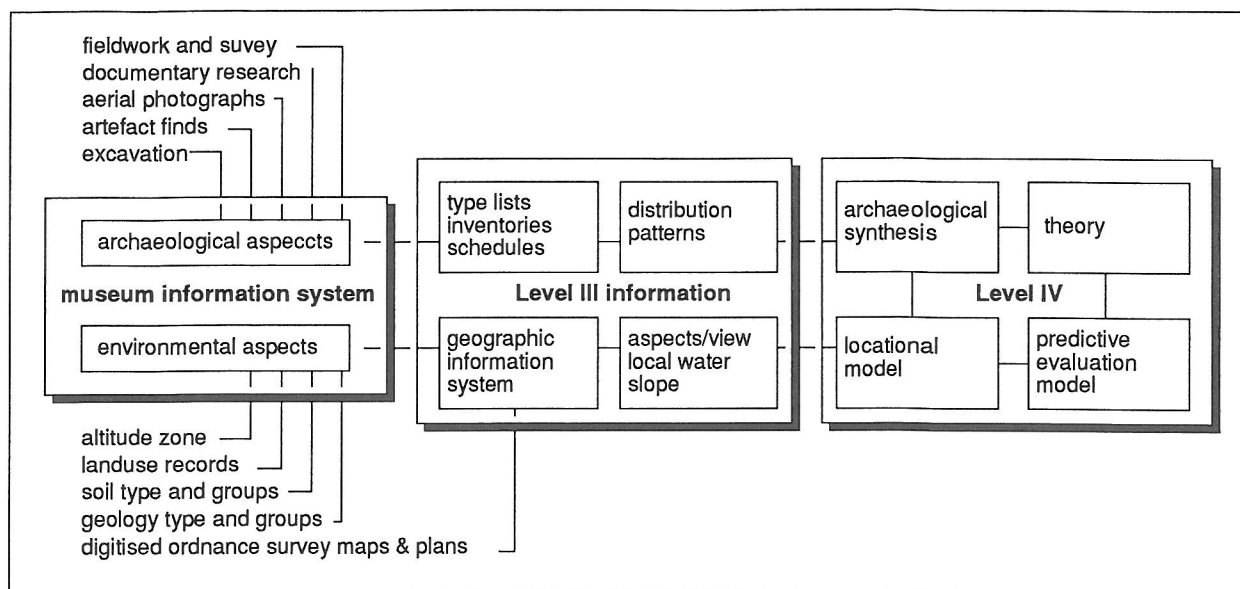 fieldwork and suvey
documentary research
aerial photographs
artefact finds
excavation
archaeological aspeccts
museum information system
environmental aspects
altitude zone
landuse records
soil type and groups
geology type and groups
digitised ordnance survey maps & plans
type lists
inventories
schedules
distribution
patterns
Level III information
geographic
information
system
aspects/view
local water
slope
archaeological
synthesis
theory
Level IV
locational
model
predictive
evaluation
model